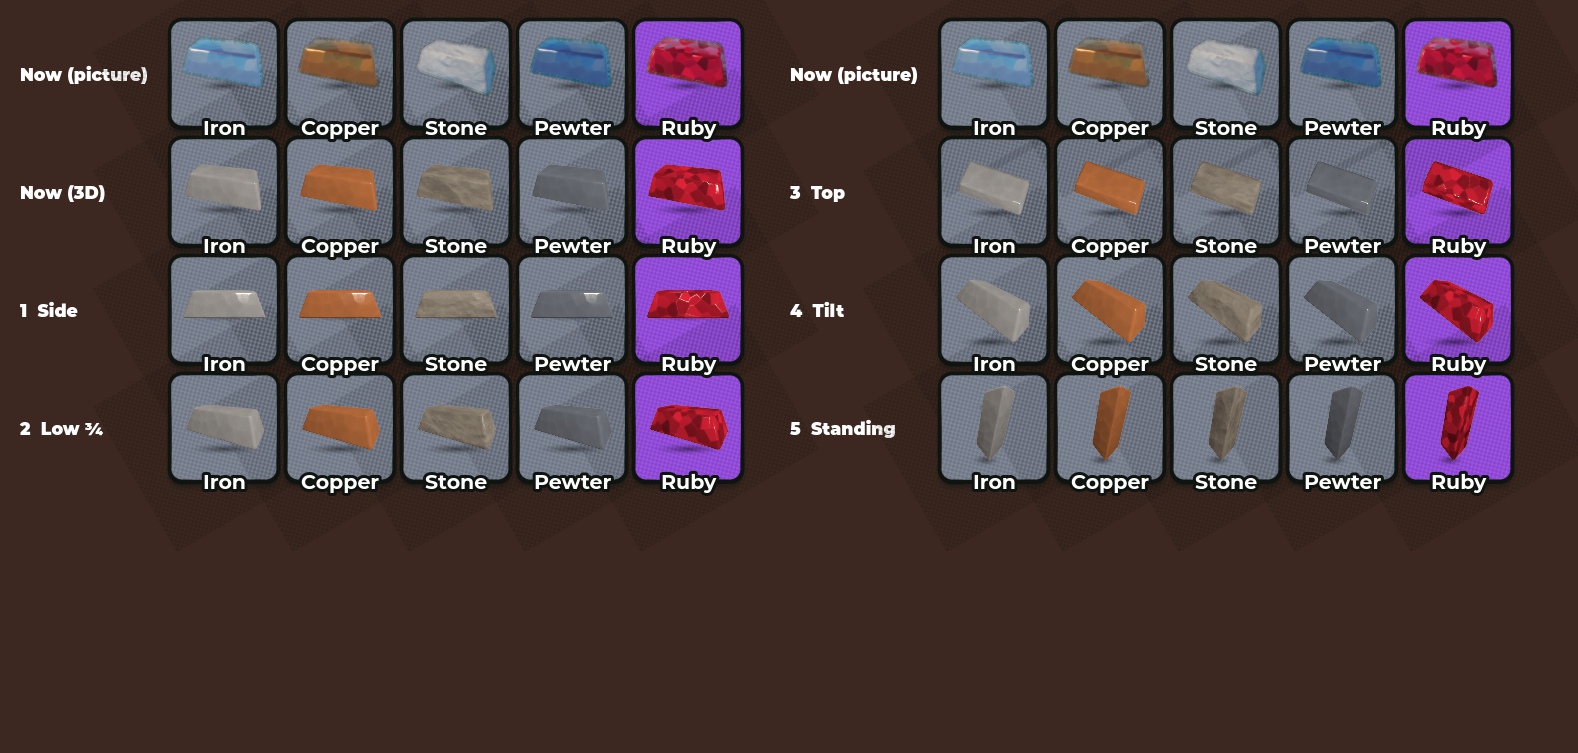 Now (picture)
Iron Copper Stone Pewter Ruby
Now (3D)
Iron Copper Stone Pewter Ruby
1 Side
Iron Copper Stone Pewter Ruby
2 Low ¾
Iron Copper Stone Pewter Ruby
Now (picture)
Iron Copper Stone Pewter Ruby
3 Top
Iron Copper Stone Pewter Ruby
4 Tilt
Iron Copper Stone Pewter Ruby
5 Standing
Iron Copper Stone Pewter Ruby